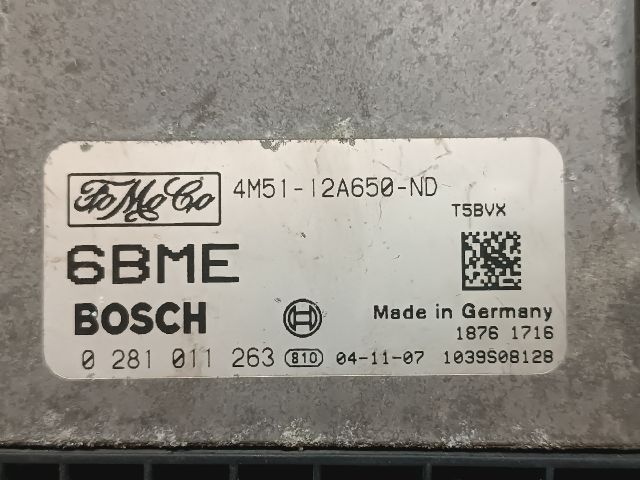 FoMoCo 4M51-12A650-ND
T5BVX
6BME
BOSCH Made in Germany
1876 1716
0 281 011 263 810 04-11-07 1039S08128